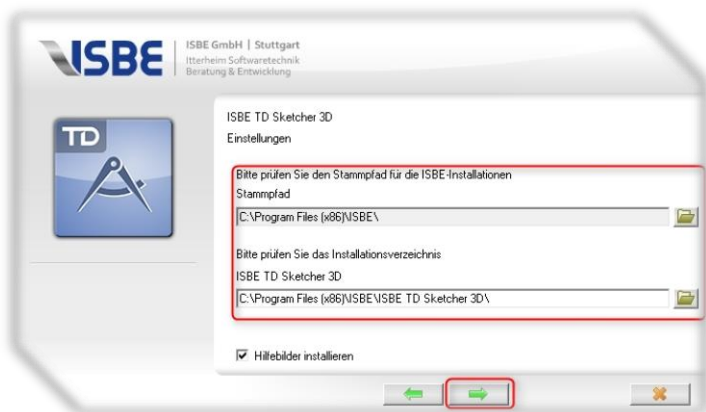 ISBE
ISBE GmbH | Stuttgart
Itterheim Softwaretechnik
Beratung & Entwicklung
TD
ISBE TD Sketcher 3D
Einstellungen
Bitte prüfen Sie den Stammpfad für die ISBE-Installationen
Stammpfad
C:\Program Files (x86)\ISBE\
Bitte prüfen Sie das Installationsverzeichnis
ISBE TD Sketcher 3D
C:\Program Files (x86)\ISBE\ISBE TD Sketcher 3D\
Hilfebilder installieren